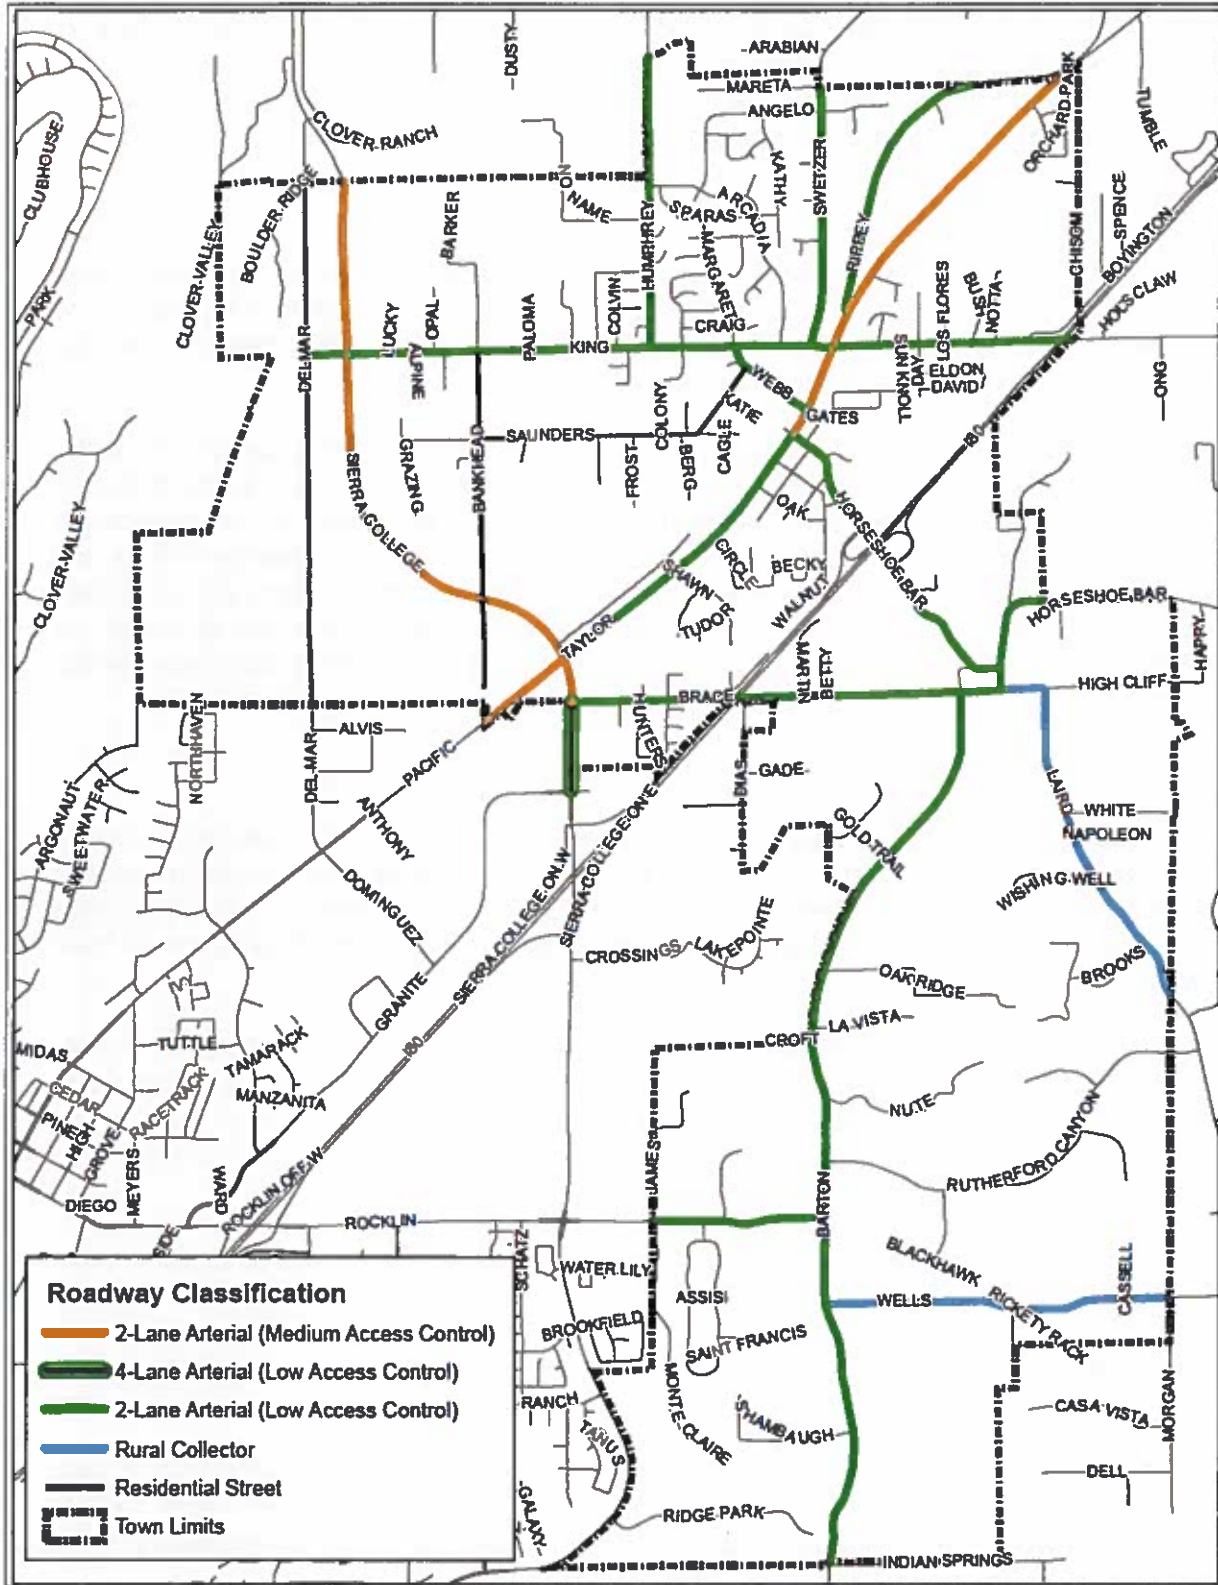 DUSTY
ARABIAN
MARETA
ANGELO
ORCHARD PARK
TUMBLE
CLOVER RANCH
CLUBHOUSE
BOULDER RIDGE
NO
NAME
KATHY
SWETZER
ARCADIA
SPARAS
MARGARET
HUMPHREY
RIPPEY
CHISOM
SPENCE
BOYINGTON
HOLS CLAW
CLOVER VALLEY
BARKER
PARK
DEL MAR
LUCKY
OPAL
ALPINE
PALOMA
COLVIN
KING
CRAIG
LOS FLORES
BUSH
NOTTA
SUN KNOLL
DAY
ELDON
DAVID
ONG
WEBB
KATIE
GATES
COLONY
SAUNDERS
FROST
BERG
CAGLE
GRAZING
BANKHEAD
I80
SIERRA COLLEGE
OAK
HORSESHOE BAR
CLOVER VALLEY
CIRCLE
BECKY
SHAWN
TUDOR
WALNUT
TAYLOR
HORSESHOE BAR
HAPPY
MARTIN
BETTY
BRACE
HIGH CLIFF
HUNTERS
NORTHHAVEN
ALVIS
DEL MAR
PACIFIC
DIAS
GADE
LAIRD
WHITE
NAPOLEON
ARGONAUT
SWEETWATER
ANTHONY
GOLD TRAIL
WISHING WELL
DOMINGUEZ
SIERRA COLLEGE ON W
SIERRA COLLEGE ON E
SIERRA COLLEGE
CROSSINGS
LAKEPOINTE
OAK RIDGE
BROOKS
GRANITE
I80
LA VISTA
CROFT
MIDAS
TUTTLE
TAMARACK
CEDAR
MANZANITA
RACETRACK
PINE
HIGH
GROVE
MEYERS
NUTE
JAMES
RUTHERFORD CANYON
DIEGO
WARD
ROCKLIN OFF W
ROCKLIN
SIDE
BARTON
SCHATZ
WATER LILY
ASSISI
BLACKHAWK
CASSELL
WELLS
RICKETY RACK
BROOKFIELD
SAINT FRANCIS
RANCH
TANUS
MONTE CLAIRE
SHAMBAUGH
CASA VISTA
MORGAN
DELL
GALAXY
RIDGE PARK
INDIAN SPRINGS
Roadway Classification
2-Lane Arterial (Medium Access Control)
4-Lane Arterial (Low Access Control)
2-Lane Arterial (Low Access Control)
Rural Collector
Residential Street
Town Limits